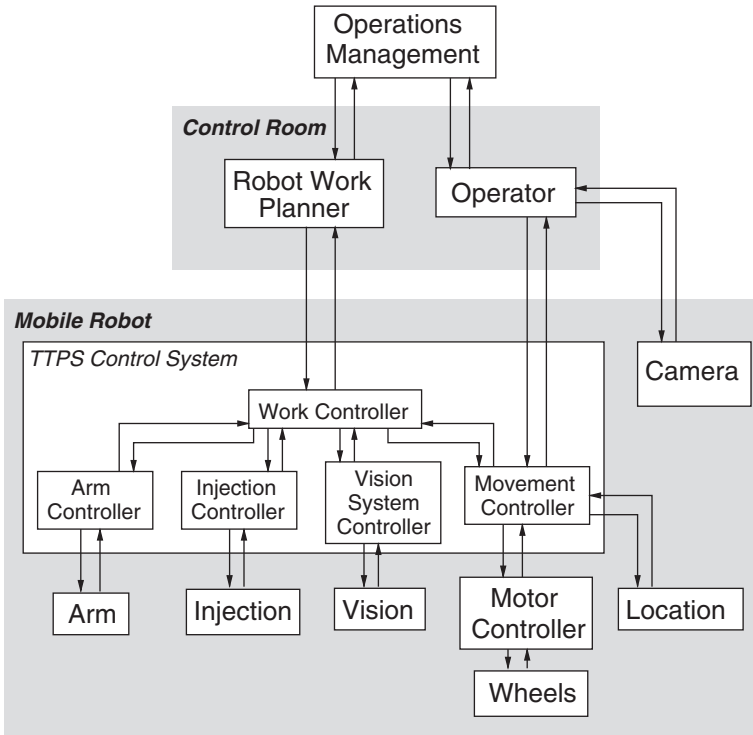 Operations
Management
Control Room
Robot Work
Planner
Operator
Mobile Robot
TTPS Control System
Camera
Work Controller
Arm
Controller
Injection
Controller
Vision
System
Controller
Movement
Controller
Arm
Injection
Vision
Motor
Controller
Location
Wheels